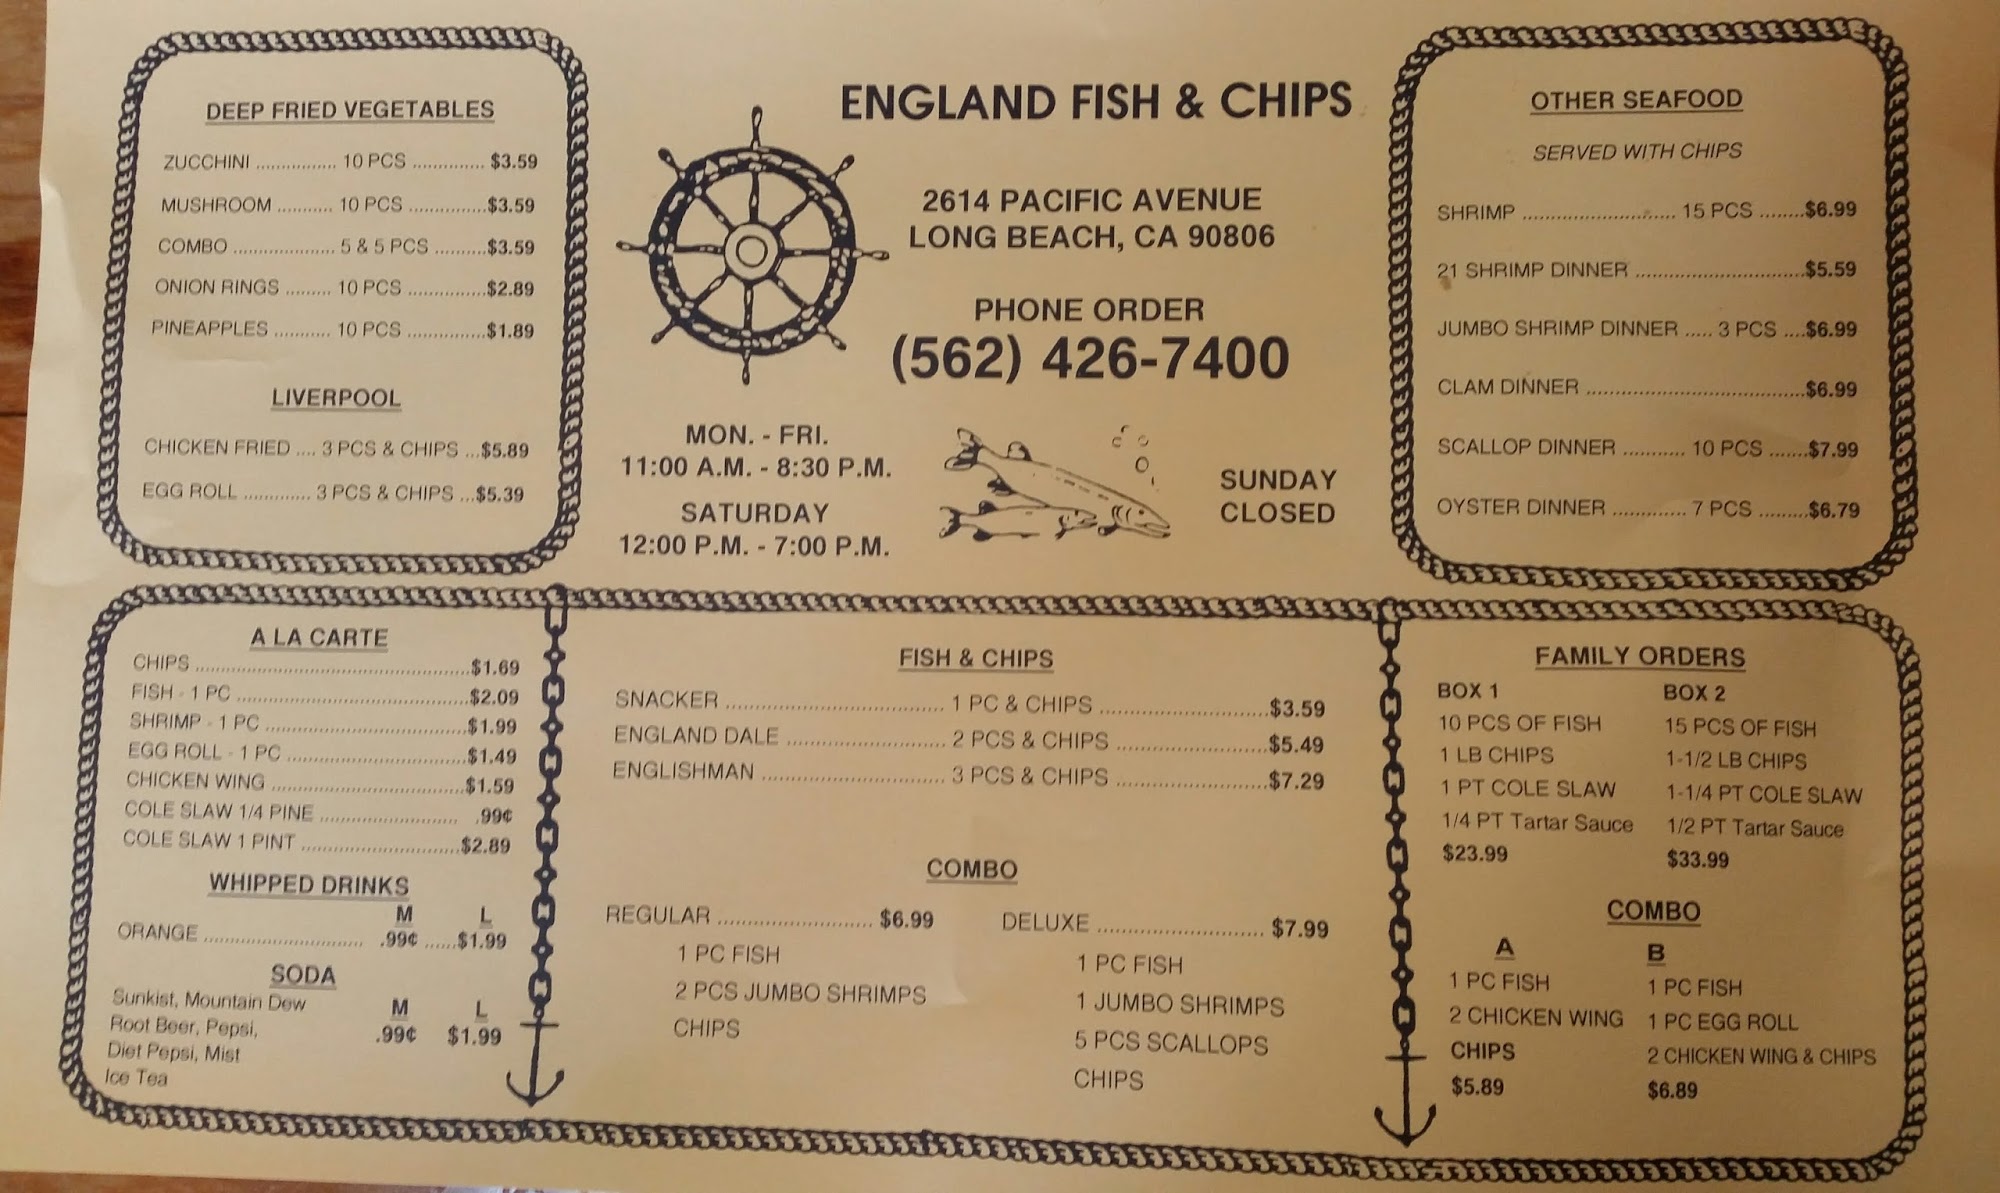 DEEP FRIED VEGETABLES
ZUCCHINI ................ 10 PCS .............. $3.59
MUSHROOM ........... 10 PCS ...............$3.59
COMBO .................... 5 & 5 PCS ..........$3.59
ONION RINGS ......... 10 PCS ...............$2.89
PINEAPPLES ........... 10 PCS ...............$1.89
LIVERPOOL
CHICKEN FRIED .... 3 PCS & CHIPS ...$5.89
EGG ROLL ............. 3 PCS & CHIPS ...$5.39
ENGLAND FISH & CHIPS
2614 PACIFIC AVENUE
LONG BEACH, CA 90806
PHONE ORDER
(562) 426-7400
MON. - FRI.
11:00 A.M. - 8:30 P.M.
SATURDAY
12:00 P.M. - 7:00 P.M.
SUNDAY
CLOSED
OTHER SEAFOOD
SERVED WITH CHIPS
SHRIMP ........................... 15 PCS ........$6.99
21 SHRIMP DINNER ..............................$5.59
JUMBO SHRIMP DINNER ..... 3 PCS ....$6.99
CLAM DINNER ......................................$6.99
SCALLOP DINNER ........... 10 PCS .......$7.99
OYSTER DINNER ............. 7 PCS .........$6.79
A LA CARTE
CHIPS ................................................$1.69
FISH - 1 PC ........................................$2.09
SHRIMP - 1 PC ...................................$1.99
EGG ROLL - 1 PC ...............................$1.49
CHICKEN WING ..................................$1.59
COLE SLAW 1/4 PINE ........................ .99¢
COLE SLAW 1 PINT ...........................$2.89
WHIPPED DRINKS
M L
ORANGE ............................ .99¢ ......$1.99
SODA
Sunkist, Mountain Dew
M L
Root Beer, Pepsi,
.99¢ $1.99
Diet Pepsi, Mist
Ice Tea
FISH & CHIPS
SNACKER ....................................... 1 PC & CHIPS .............................$3.59
ENGLAND DALE ............................ 2 PCS & CHIPS ..........................$5.49
ENGLISHMAN ................................ 3 PCS & CHIPS ..........................$7.29
COMBO
REGULAR .......................... $6.99
1 PC FISH
2 PCS JUMBO SHRIMPS
CHIPS
DELUXE ............................ $7.99
1 PC FISH
1 JUMBO SHRIMPS
5 PCS SCALLOPS
CHIPS
FAMILY ORDERS
BOX 1
10 PCS OF FISH
1 LB CHIPS
1 PT COLE SLAW
1/4 PT Tartar Sauce
$23.99
BOX 2
15 PCS OF FISH
1-1/2 LB CHIPS
1-1/4 PT COLE SLAW
1/2 PT Tartar Sauce
$33.99
COMBO
A
1 PC FISH
2 CHICKEN WING
CHIPS
$5.89
B
1 PC FISH
1 PC EGG ROLL
2 CHICKEN WING & CHIPS
$6.89